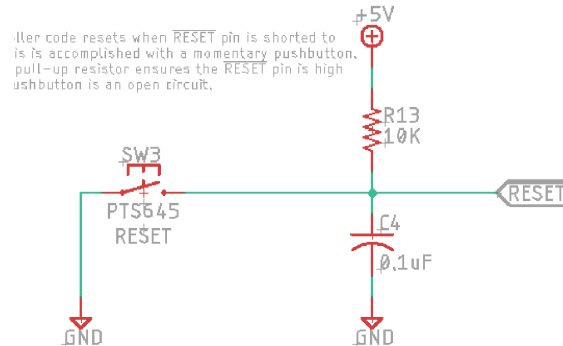 +5V
ller code resets when RESET pin is shorted to
is is accomplished with a momentary pushbutton.
pull-up resistor ensures the RESET pin is high
ushbutton is an open circuit.
R13
10K
SW3
RESET
PTS645
RESET
C4
0.1uF
GND
GND